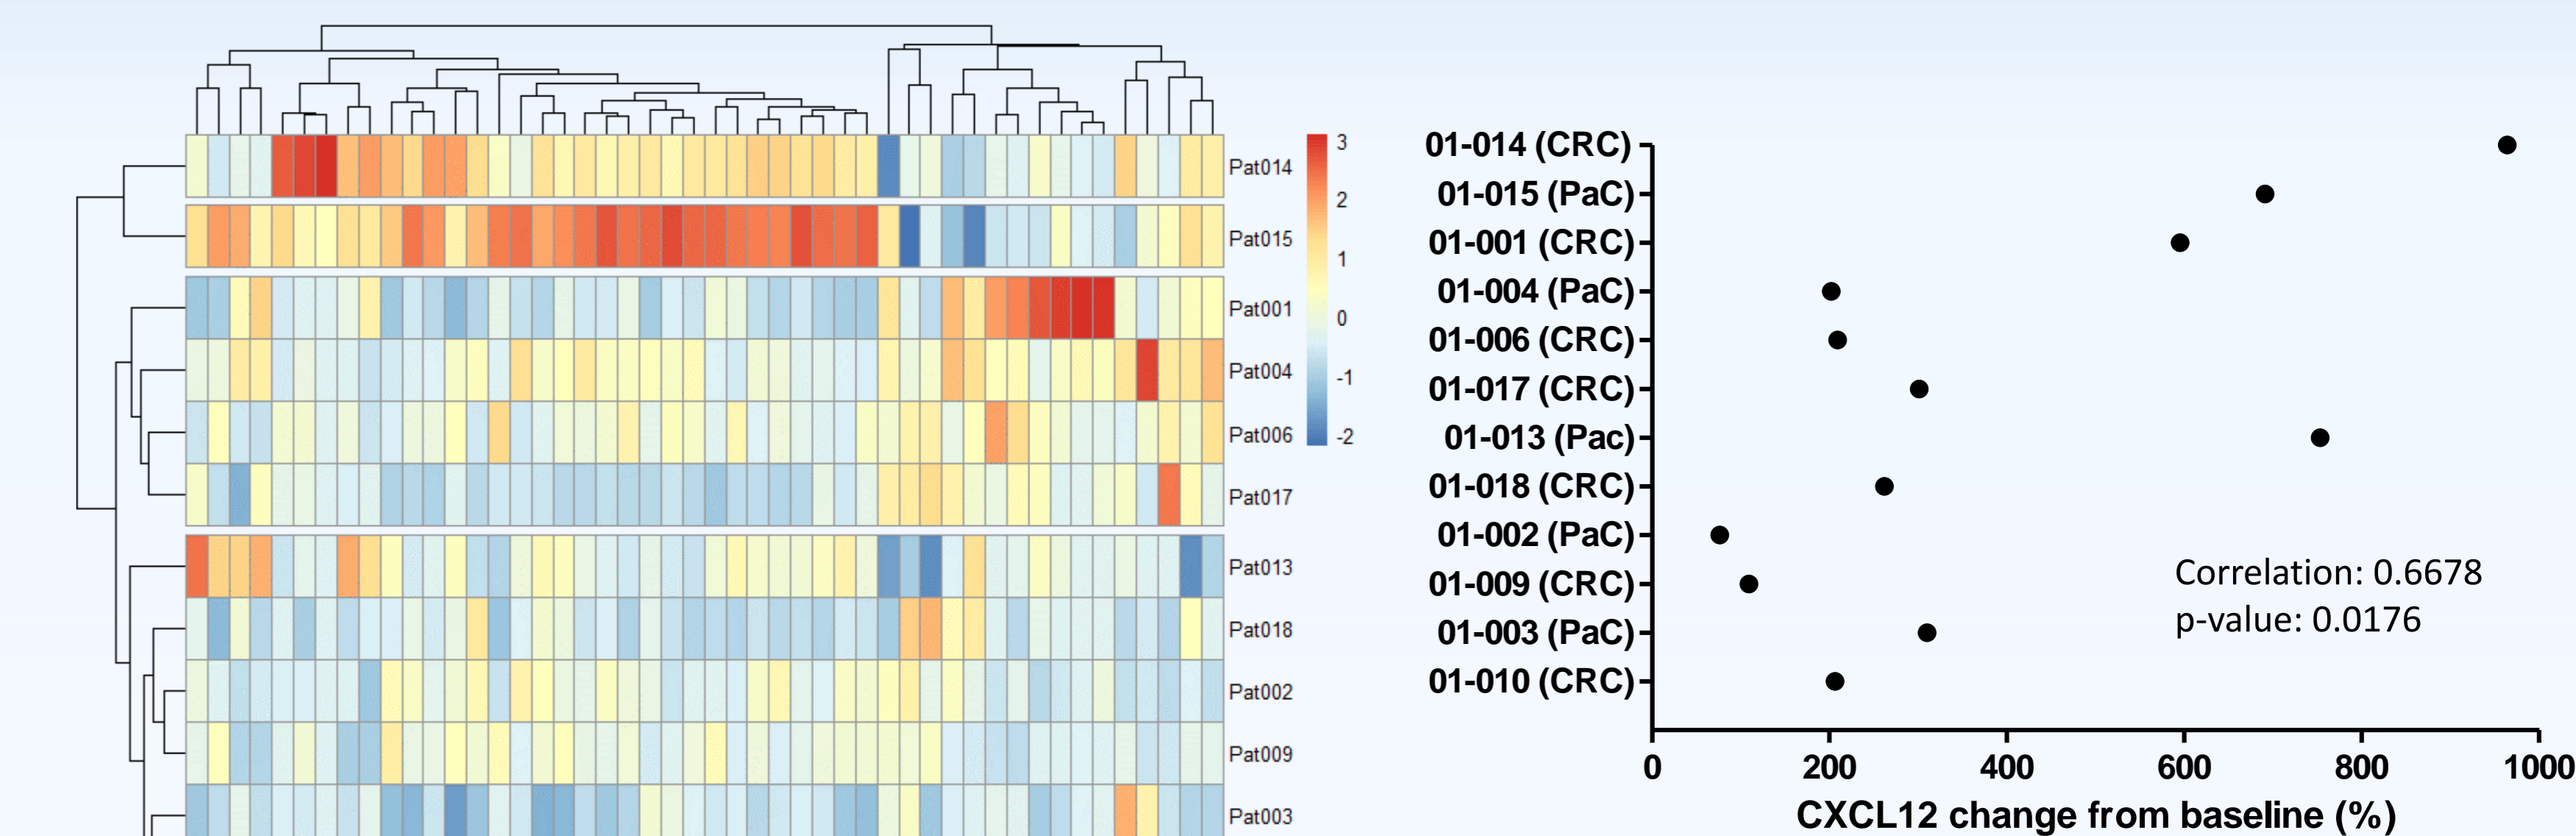 Pat014
Pat015
Pat001
Pat004
Pat006
Pat017
Pat013
Pat018
Pat002
Pat009
Pat003
3
2
1
0
-1
-2
01-014 (CRC)
01-015 (PaC)
01-001 (CRC)
01-004 (PaC)
01-006 (CRC)
01-017 (CRC)
01-013 (Pac)
01-018 (CRC)
01-002 (PaC)
01-009 (CRC)
01-003 (PaC)
01-010 (CRC)
Correlation: 0.6678
p-value: 0.0176
0 200 400 600 800 1000
CXCL12 change from baseline (%)